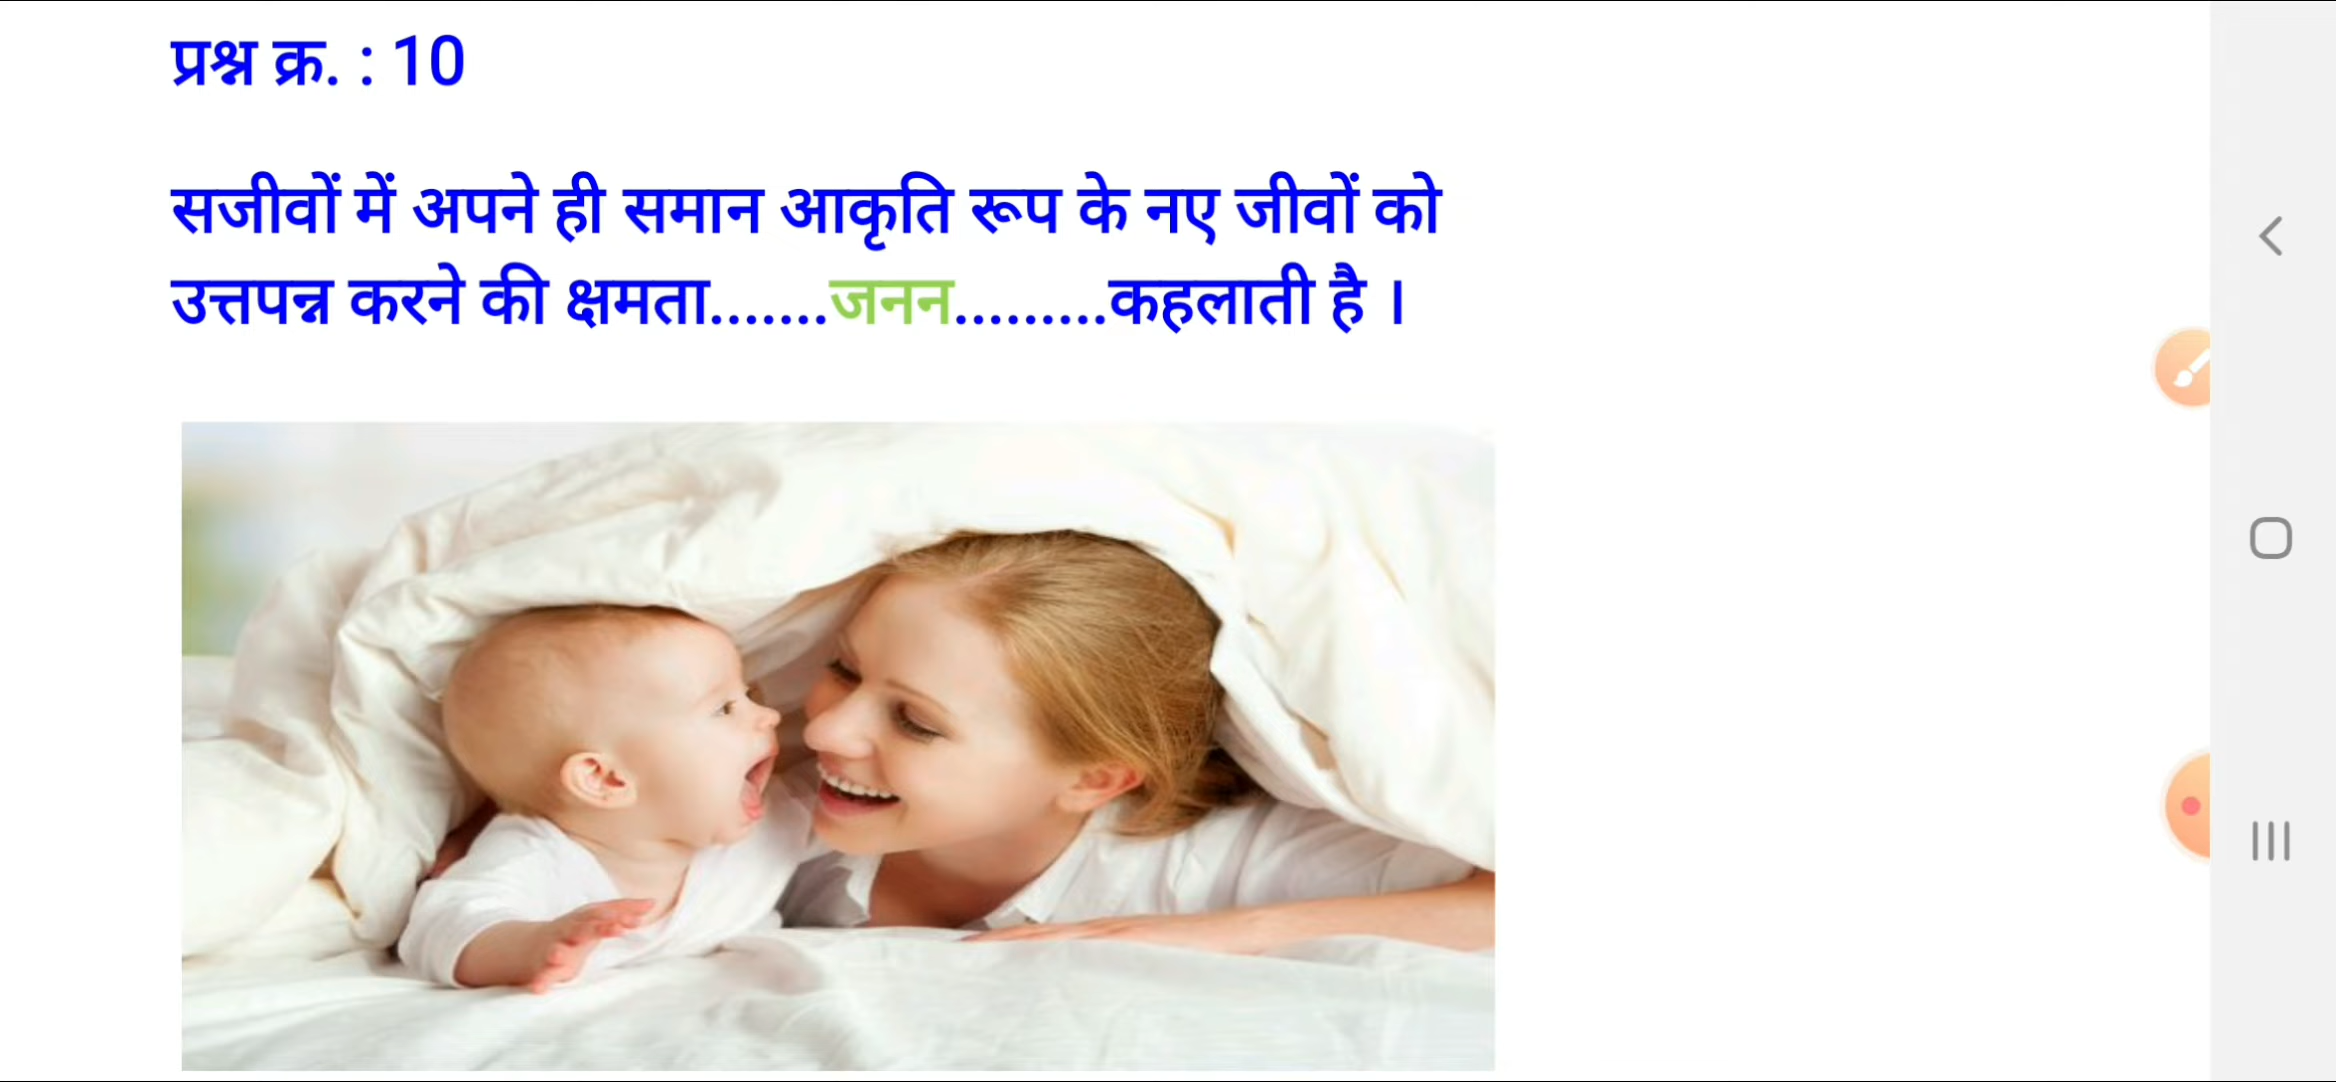 प्रश्न क्र. : 10
सजीवों में अपने ही समान आकृति रूप के नए जीवों को
उत्तपन्न करने की क्षमता.......जनन.........कहलाती है ।